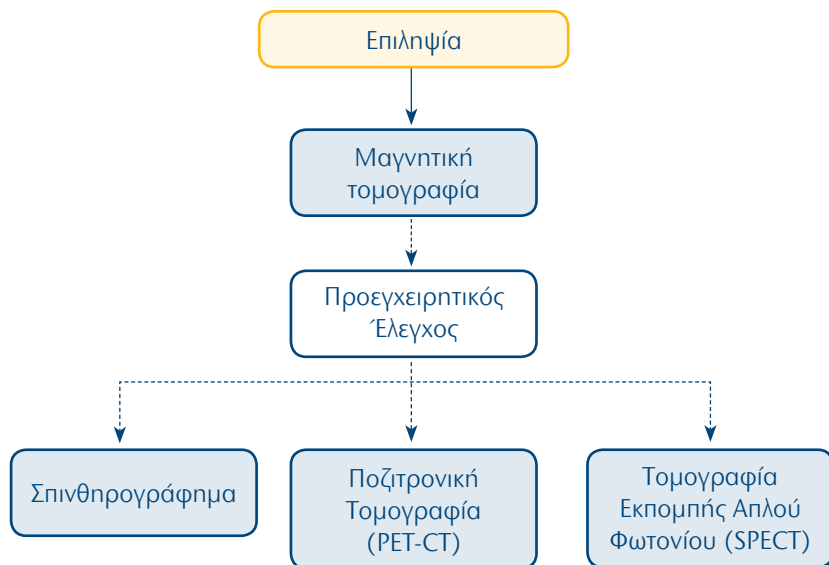 Επιληψία
Μαγνητική
τομογραφία
Προεγχειρητικός
Έλεγχος
Σπινθηρογράφημα
Ποζιτρονική
Τομογραφία
(PET-CT)
Τομογραφία
Εκπομπής Απλού
Φωτονίου (SPECT)